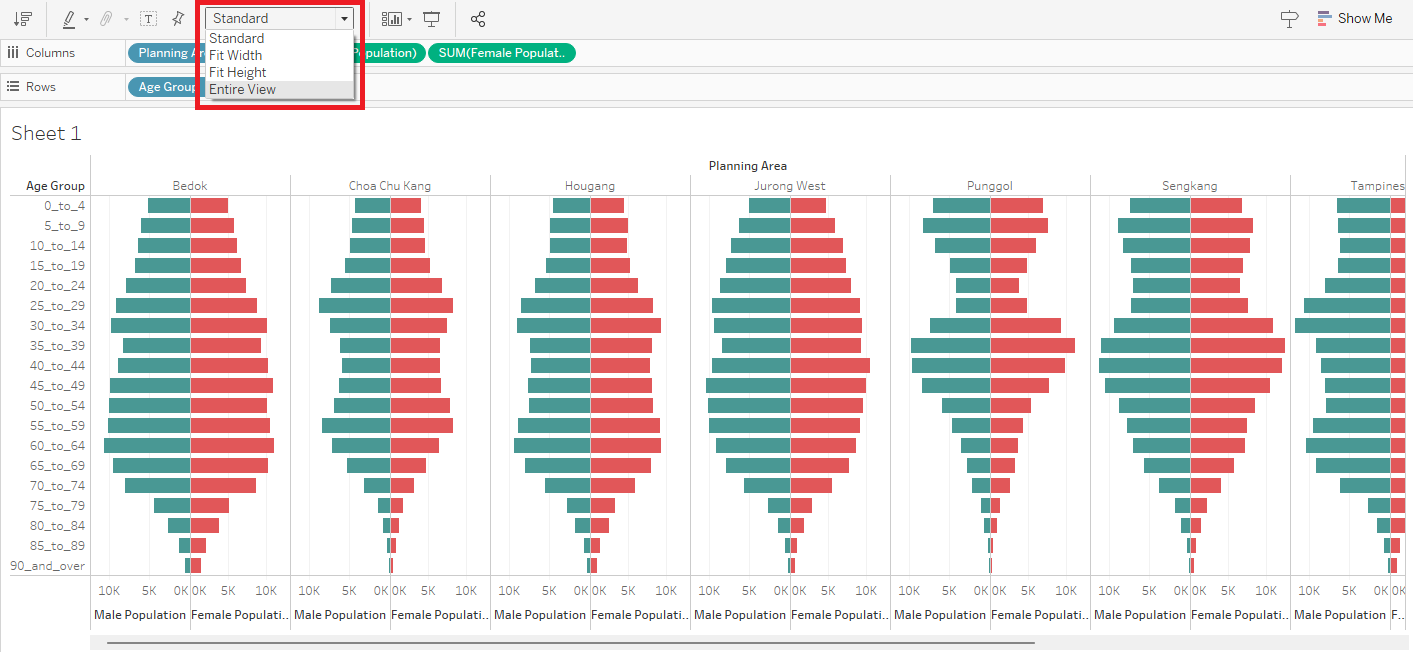 T
Standard
Show Me
Standard
Fit Width
Fit Height
Entire View
Columns
Planning Ar
opulation)
SUM(Female Populat..
Rows
Age Group
Sheet 1
Planning Area
Age Group Bedok Choa Chu Kang Hougang Jurong West Punggol Sengkang Tampines
0_to_4
5_to_9
10_to_14
15_to_19
20_to_24
25_to_29
30_to_34
35_to_39
40_to_44
45_to_49
50_to_54
55_to_59
60_to_64
65_to_69
70_to_74
75_to_79
80_to_84
85_to_89
90_and_over
10K 5K 0K 0K 5K 10K 10K 5K 0K 0K 5K 10K 10K 5K 0K 0K 5K 10K 10K 5K 0K 0K 5K 10K 10K 5K 0K 0K 5K 10K 10K 5K 0K 0K 5K 10K 10K 5K 0K 0K
Male Population Female Populati.. Male Population Female Populati.. Male Population Female Populati.. Male Population Female Populati.. Male Population Female Populati.. Male Population Female Populati.. Male Population F..